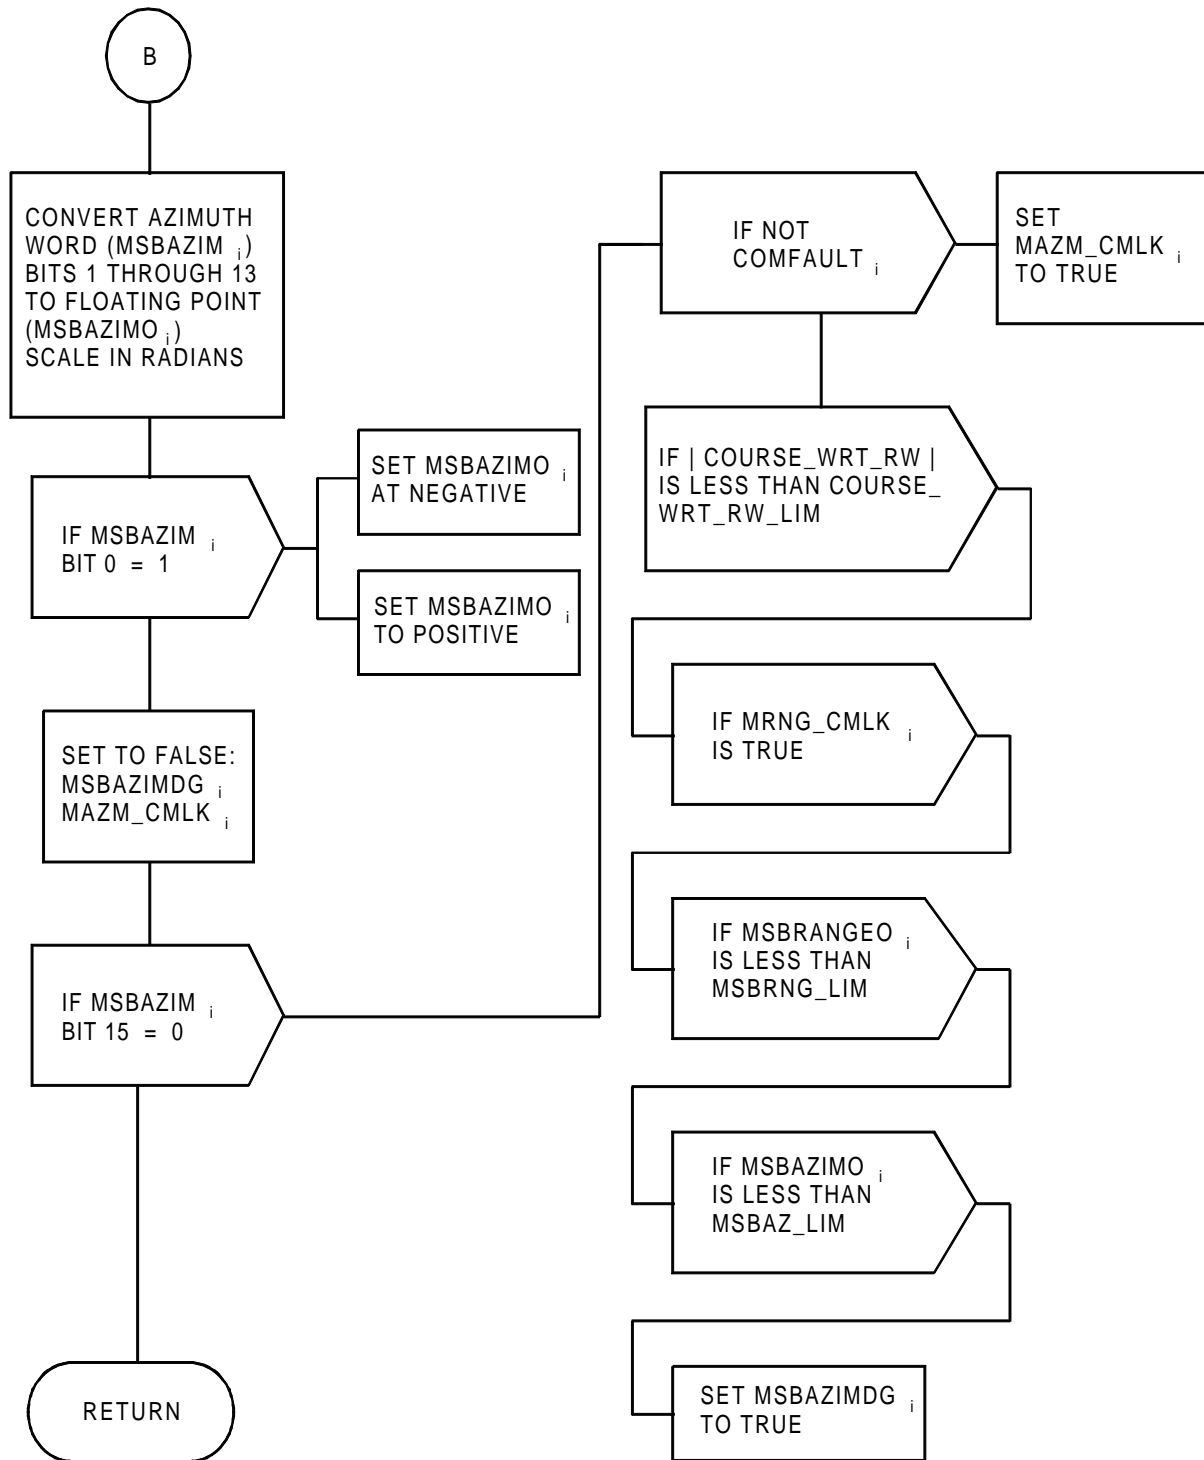 B
CONVERT AZIMUTH
WORD (MSBAZIM i)
BITS 1 THROUGH 13
TO FLOATING POINT
(MSBAZIMO i)
SCALE IN RADIANS
IF MSBAZIM i
BIT 0 = 1
SET MSBAZIMO i
AT NEGATIVE
SET MSBAZIMO i
TO POSITIVE
SET TO FALSE:
MSBAZIMDG i
MAZM_CMLK i
IF MSBAZIM i
BIT 15 = 0
RETURN
IF NOT
COMFAULT i
SET
MAZM_CMLK i
TO TRUE
IF | COURSE_WRT_RW |
IS LESS THAN COURSE_
WRT_RW_LIM
IF MRNG_CMLK i
IS TRUE
IF MSBRANGEO i
IS LESS THAN
MSBRNG_LIM
IF MSBAZIMO i
IS LESS THAN
MSBAZ_LIM
SET MSBAZIMDG i
TO TRUE